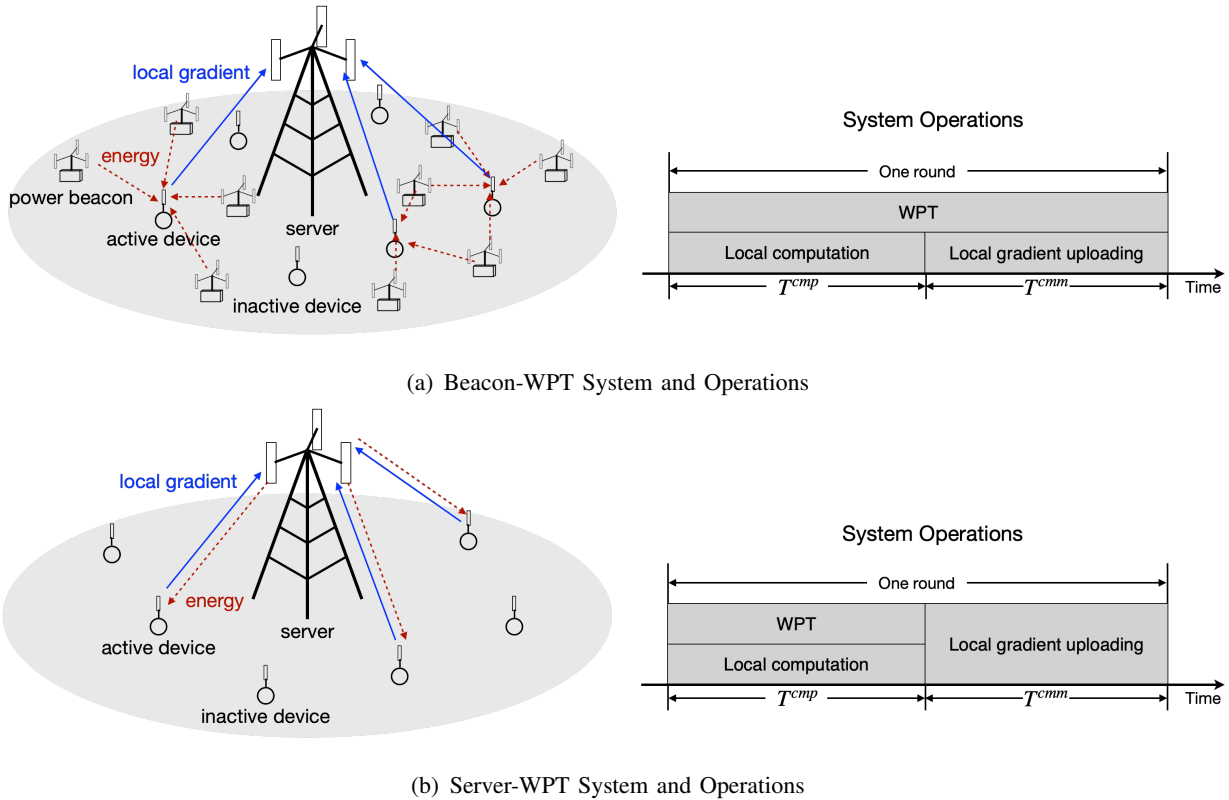 local gradient
energy
power beacon
active device
server
inactive device
System Operations
One round
WPT
Local computation
Local gradient uploading
T^{cmp}
T^{cmm}
Time
(a) Beacon-WPT System and Operations
local gradient
energy
server
active device
inactive device
System Operations
One round
WPT
Local gradient uploading
Local computation
T^{cmp}
T^{cmm}
Time
(b) Server-WPT System and Operations